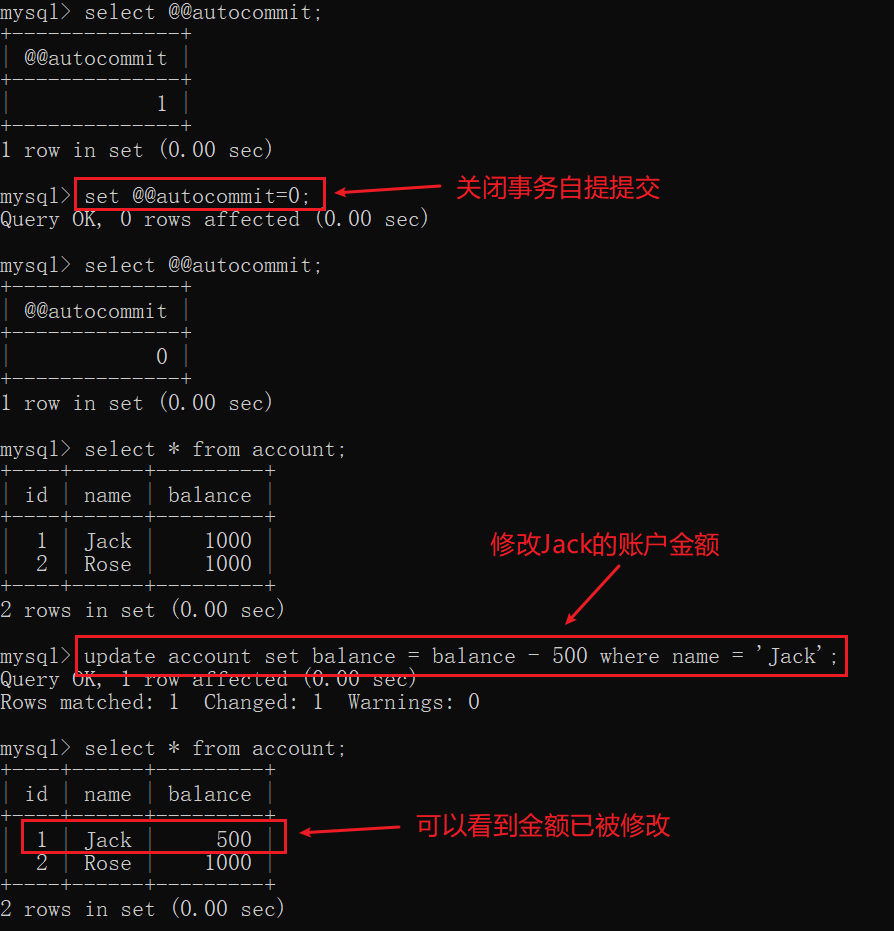 mysql> select @@autocommit;
+--------------+
| @@autocommit |
+--------------+
|            1 |
+--------------+
1 row in set (0.00 sec)
mysql> set @@autocommit=0;
关闭事务自提提交
Query OK, 0 rows affected (0.00 sec)
mysql> select @@autocommit;
+--------------+
| @@autocommit |
+--------------+
|            0 |
+--------------+
1 row in set (0.00 sec)
mysql> select * from account;
+----+------+---------+
| id | name | balance |
+----+------+---------+
|  1 | Jack |    1000 |
|  2 | Rose |    1000 |
+----+------+---------+
2 rows in set (0.00 sec)
修改Jack的账户金额
mysql> update account set balance = balance - 500 where name = 'Jack';
Query OK, 1 row affected (0.00 sec)
Rows matched: 1  Changed: 1  Warnings: 0
mysql> select * from account;
+----+------+---------+
| id | name | balance |
+----+------+---------+
|  1 | Jack |     500 |
可以看到金额已被修改
|  2 | Rose |    1000 |
+----+------+---------+
2 rows in set (0.00 sec)